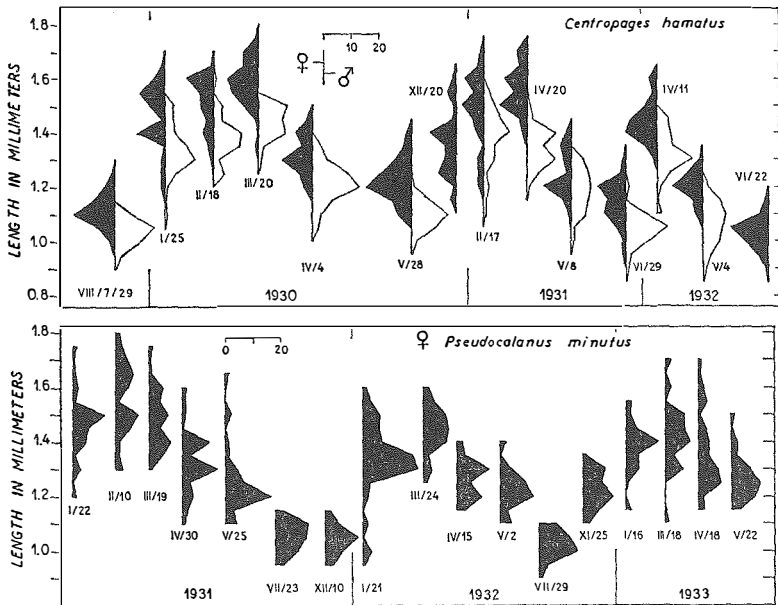 Centropages hamatus
10 20
♀
♂
LENGTH IN MILLIMETERS
1.8
1.6
1.4
1.2
1.0
0.8
XII/20
IV/20
IV/11
I/25
II/16
III/20
IV/4
V/28
II/17
V/8
VI/29
V/4
VI/22
VIII/7/29
1930
1931
1932
♀ Pseudocalanus minutus
0 20
LENGTH IN MILLIMETERS
1.8
1.6
1.4
1.2
1.0
I/22
II/10
III/19
IV/30
V/25
VII/23
XII/10
I/21
III/24
IV/15
V/2
VII/29
XI/25
I/16
III/18
IV/18
V/22
1931
1932
1933